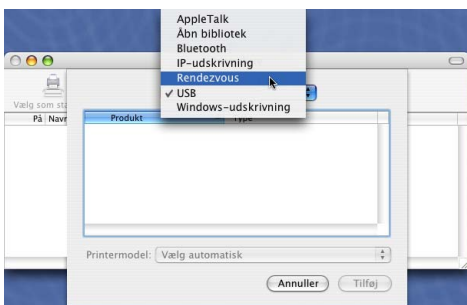 AppleTalk
Åbn bibliotek
Bluetooth
IP-udskrivning
Rendezvous
✓ USB
Windows-udskrivning
Vælg som sta
På Navn
Produkt Type
Printermodel: Vælg automatisk
Annuller Tilføj